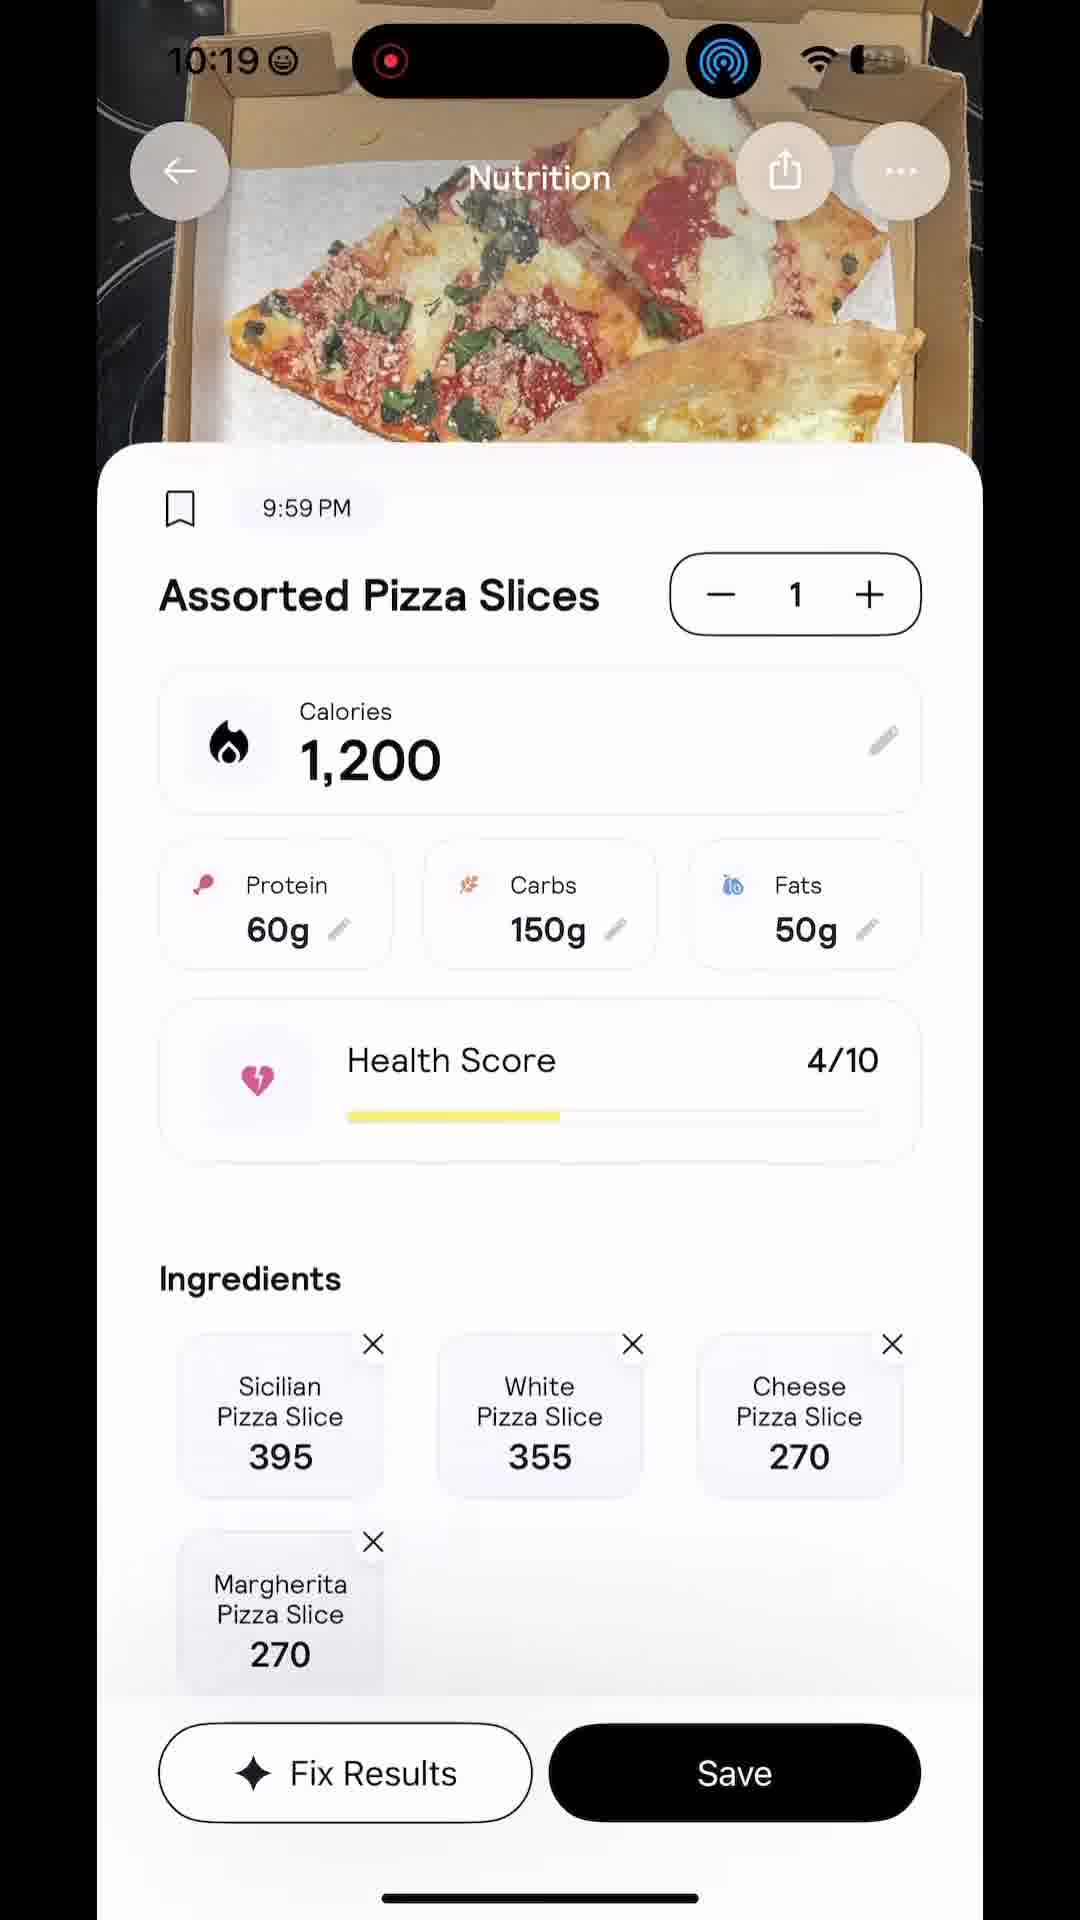 10:19
Nutrition
9:59 PM
Assorted Pizza Slices
1
Calories
1,200
Protein
60g
Carbs
150g
Fats
50g
Health Score
4/10
Ingredients
Sicilian
Pizza Slice
395
White
Pizza Slice
355
Cheese
Pizza Slice
270
Margherita
Pizza Slice
270
Fix Results
Save